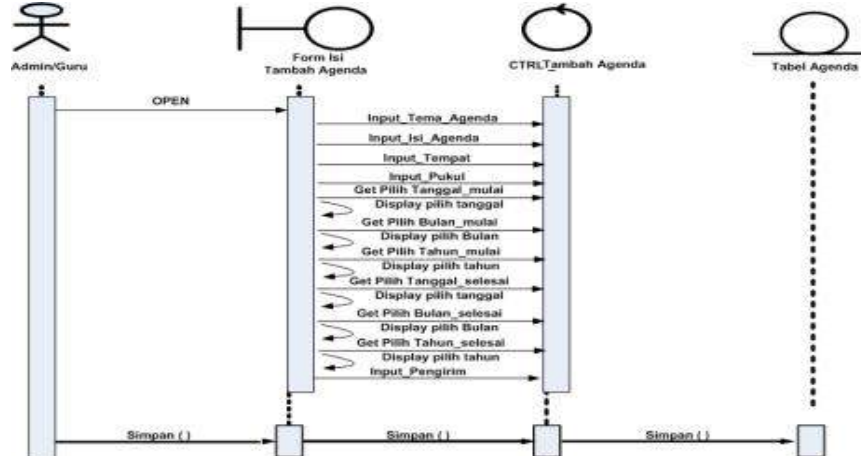 Admin/Guru
Form Isi
Tambah Agenda
CTRLTambah Agenda
Tabel Agenda
OPEN
Input_Tema_Agenda
Input_Isi_Agenda
Input_Tempat
Input_Pukul
Get Pilih Tanggal_mulai
Display pilih tanggal
Get Pilih Bulan_mulai
Display pilih Bulan
Get Pilih Tahun_mulai
Display pilih tahun
Get Pilih Tanggal_selesai
Display pilih tanggal
Get Pilih Bulan_selesai
Display pilih Bulan
Get Pilih Tahun_selesai
Display pilih tahun
Input_Pengirim
Simpan ( )
Simpan ( )
Simpan ( )